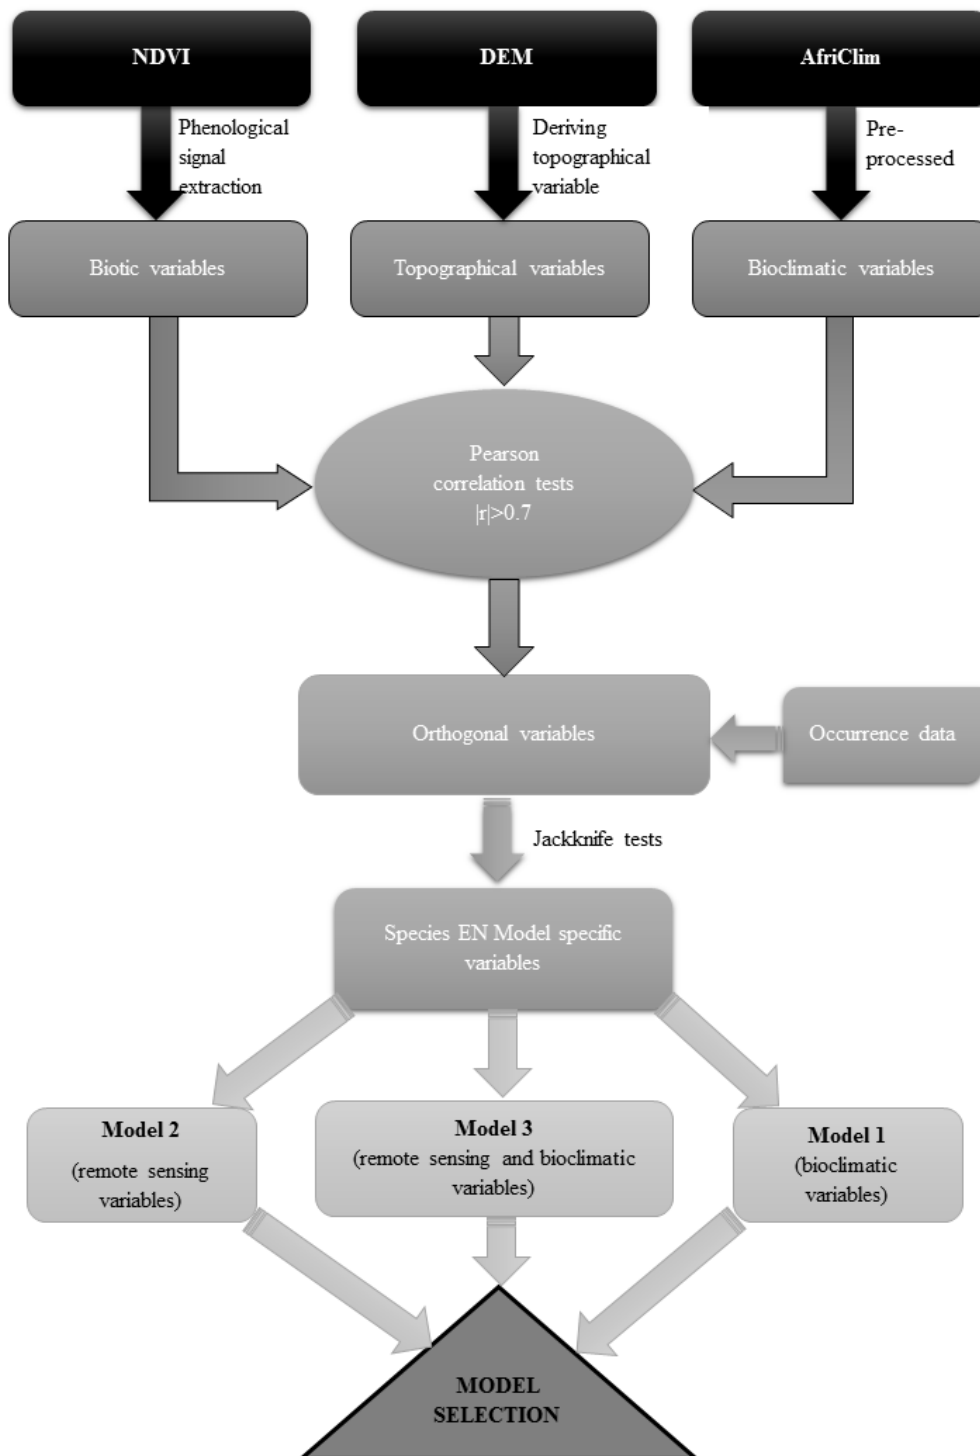 NDVI
DEM
AfriClim
Phenological
signal
extraction
Deriving
topographical
variable
Pre-
processed
Biotic variables
Topographical variables
Bioclimatic variables
Pearson
correlation tests
|r|>0.7
Orthogonal variables
Occurrence data
Jackknife tests
Species EN Model specific
variables
Model 2
(remote sensing
variables)
Model 3
(remote sensing and bioclimatic
variables)
Model 1
(bioclimatic
variables)
MODEL
SELECTION